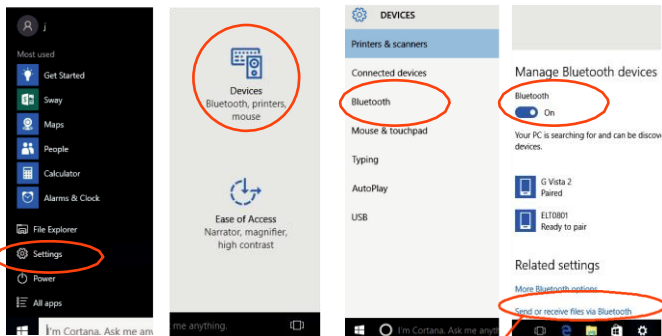 j
Most used
Get Started
Sway
Maps
People
Calculator
Alarms & Clock
File Explorer
Settings
Power
All apps
I'm Cortana. Ask me any
Devices
Bluetooth, printers,
mouse
Ease of Access
Narrator, magnifier,
high contrast
me anything.
DEVICES
Printers & scanners
Connected devices
Bluetooth
Mouse & touchpad
Typing
AutoPlay
USB
I'm Cortana. Ask me anyth
Manage Bluetooth devices
Bluetooth
On
Your PC is searching for and can be discov
devices.
G Vista 2
Paired
ELT0801
Ready to pair
Related settings
More Bluetooth options
Send or receive files via Bluetooth